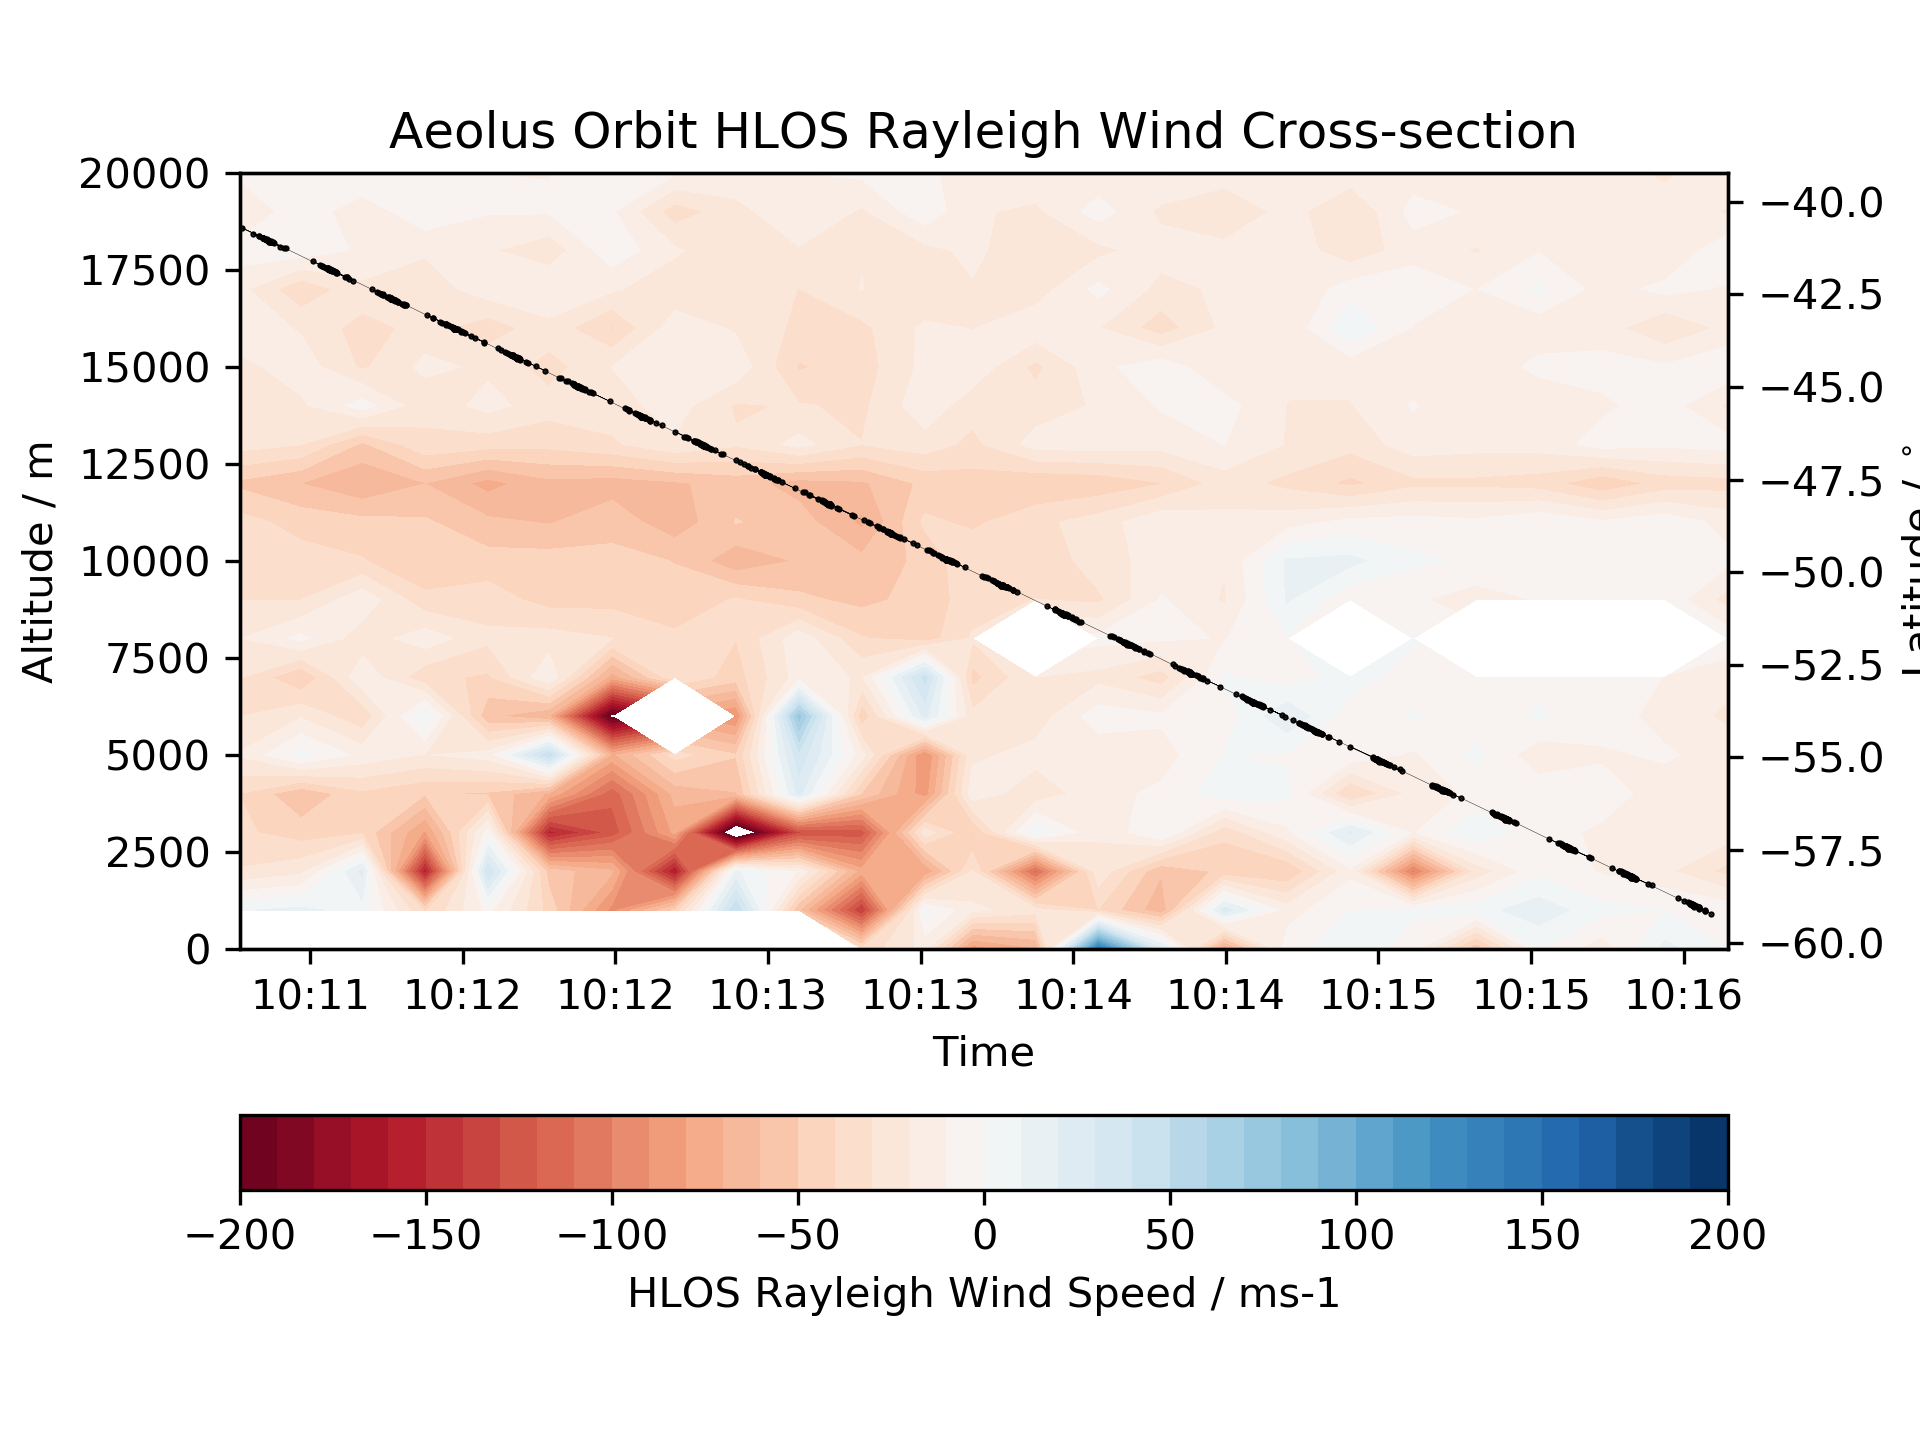 Aeolus Orbit HLOS Rayleigh Wind Cross-section
20000
17500
15000
12500
10000
7500
5000
2500
0
Altitude / m
−40.0
−42.5
−45.0
−47.5
−50.0
−52.5
−55.0
−57.5
−60.0
Latitude / °
10:11 10:12 10:12 10:13 10:13 10:14 10:14 10:15 10:15 10:16
Time
−200 −150 −100 −50 0 50 100 150 200
HLOS Rayleigh Wind Speed / ms-1